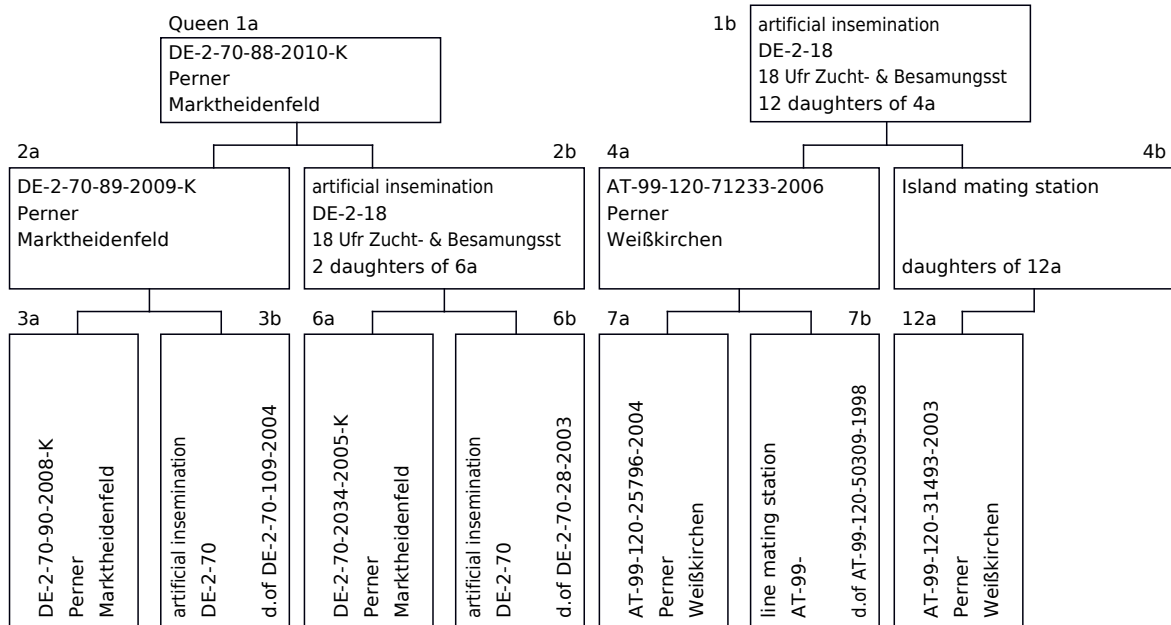 Queen 1a
DE-2-70-88-2010-K
Perner
Marktheidenfeld
1b
artificial insemination
DE-2-18
18 Ufr Zucht- & Besamungsst
12 daughters of 4a
2a
DE-2-70-89-2009-K
Perner
Marktheidenfeld
2b
artificial insemination
DE-2-18
18 Ufr Zucht- & Besamungsst
2 daughters of 6a
4a
AT-99-120-71233-2006
Perner
Weißkirchen
4b
Island mating station
daughters of 12a
3a
DE-2-70-90-2008-K
Perner
Marktheidenfeld
3b
artificial insemination
DE-2-70
d.of DE-2-70-109-2004
6a
DE-2-70-2034-2005-K
Perner
Marktheidenfeld
6b
artificial insemination
DE-2-70
d.of DE-2-70-28-2003
7a
AT-99-120-25796-2004
Perner
Weißkirchen
7b
line mating station
AT-99-
d.of AT-99-120-50309-1998
12a
AT-99-120-31493-2003
Perner
Weißkirchen